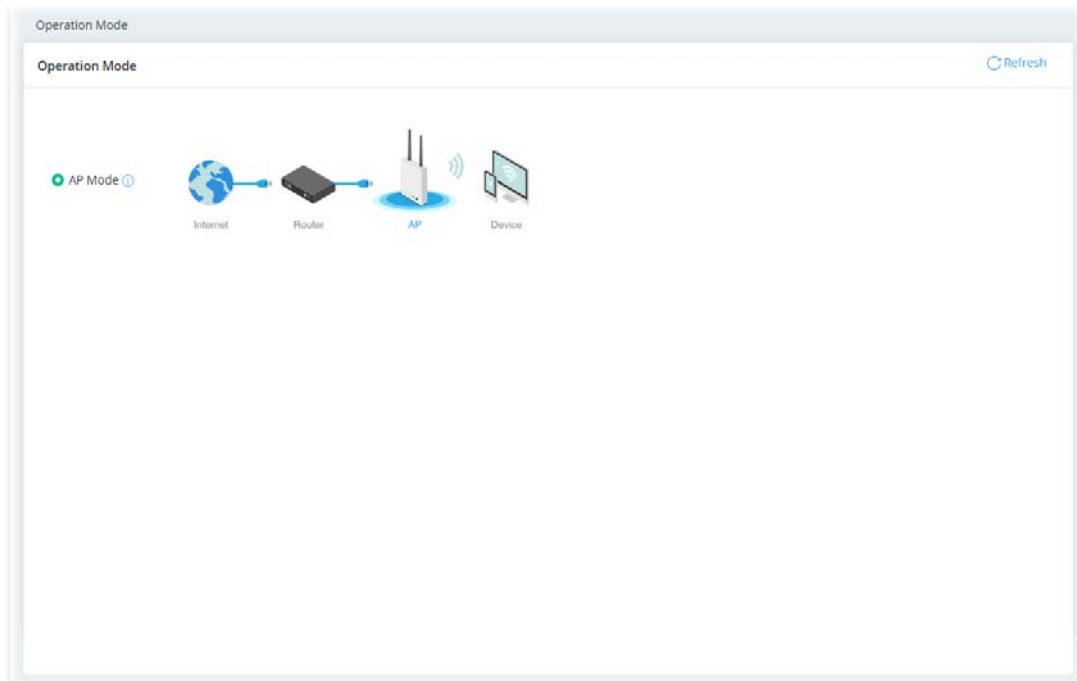 Operation Mode
Operation Mode
Refresh
AP Mode
Internet
Router
AP
Device